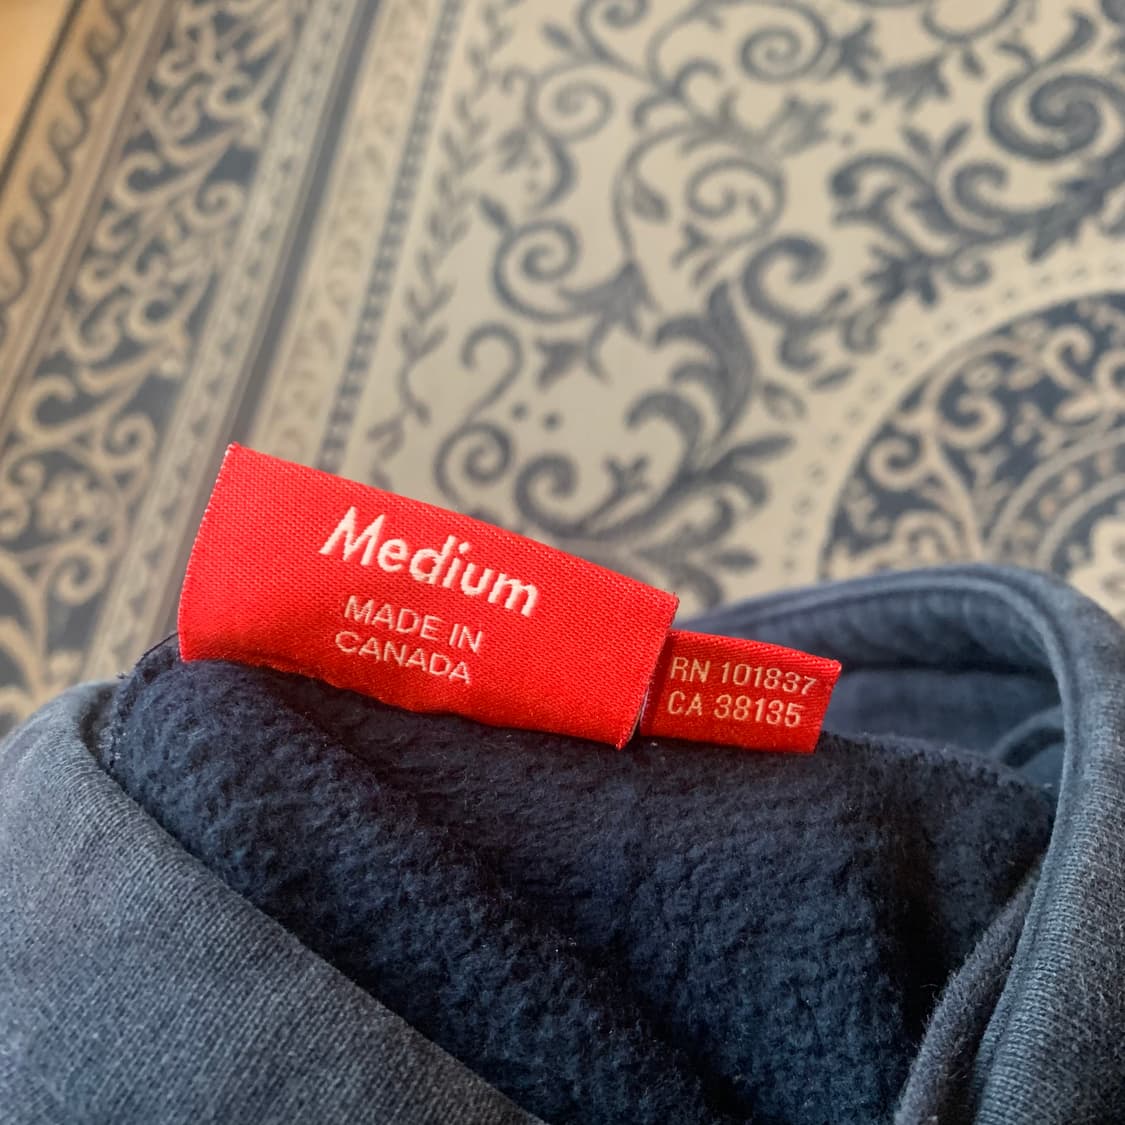 Medium
MADE IN
CANADA
RN 101837
CA 38135